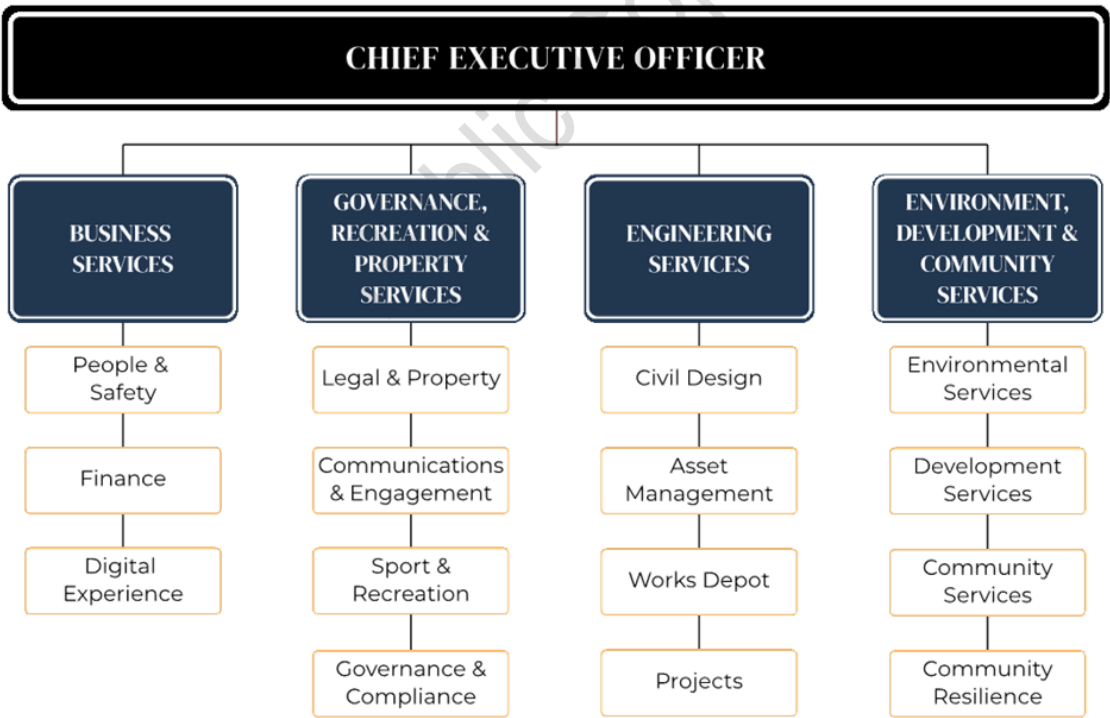 CHIEF EXECUTIVE OFFICER
BUSINESS
SERVICES
People &
Safety
Finance
Digital
Experience
GOVERNANCE,
RECREATION &
PROPERTY
SERVICES
Legal & Property
Communications
& Engagement
Sport &
Recreation
Governance &
Compliance
ENGINEERING
SERVICES
Civil Design
Asset
Management
Works Depot
Projects
ENVIRONMENT,
DEVELOPMENT &
COMMUNITY
SERVICES
Environmental
Services
Development
Services
Community
Services
Community
Resilience